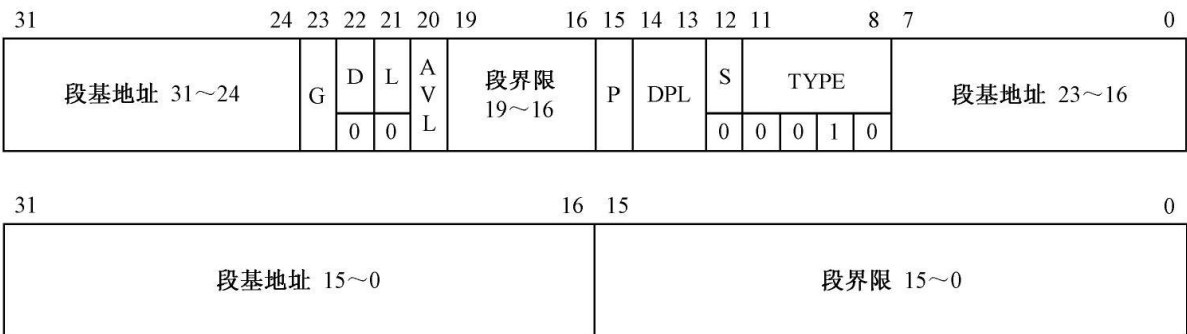 31 24 23 22 21 20 19 16 15 14 13 12 11 8 7 0
段基地址 31～24 G D L AVL 段界限 19～16 P DPL S TYPE 段基地址 23～16
0 0 0 0 0 1 0
31 16 15 0
段基地址 15～0 段界限 15～0